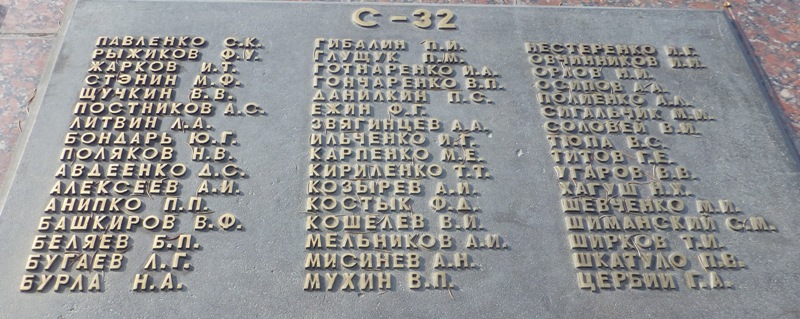 С-32
ПАВЛЕНКО С.К.
РЫЖИКОВ Ф.У.
ЖАРКОВ И.Т.
СТЭНИН М.Ф.
ЩУЧКИН В.В.
ПОСТНИКОВ А.С.
ЛИТВИН Л.А.
БОНДАРЬ Ю.Г.
ПОЛЯКОВ Н.В.
АВДЕЕНКО Д.С.
АЛЕКСЕЕВ А.И.
АНИПКО П.П.
БАШКИРОВ В.Ф.
БЕЛЯЕВ Б.П.
БУГАЕВ Л.Г.
БУРЛА Н.А.
ГИБАЛИН П.И.
ГЛУЩУК П.М.
ГОТНАРЕНКО И.А.
ГОНЧАРЕНКО В.П.
ДАНИЛКИН П.С.
ЕЖИН Ф.Г.
ЗВЯГИНЦЕВ А.А.
ИЛЬЧЕНКО И.Г.
КАРПЕНКО М.Е.
КИРИЛЕНКО Т.Т.
КОЗЫРЕВ А.И.
КОСТЫК Ф.Д.
КОШЕЛЕВ В.И.
МЕЛЬНИКОВ А.И.
МИСИНЕВ А.Н.
МУХИН В.П.
НЕСТЕРЕНКО И.Г.
ОВЧИННИКОВ И.И.
ОРЛОВ Н.И.
ОСИПОВ А.А.
ПОЛИЕНКО А.Л.
СИГАЛЬЧИК М.И.
СОЛОВЕЙ В.И.
ТЮПА В.С.
ТИТОВ Г.Е.
УГАРОВ В.В.
ХАГУШ Н.Х.
ШЕВЧЕНКО М.И.
ШИМАНСКИЙ С.М.
ШИРКОВ Т.И.
ШКАТУЛО П.В.
ЦЕРБИЙ Г.А.